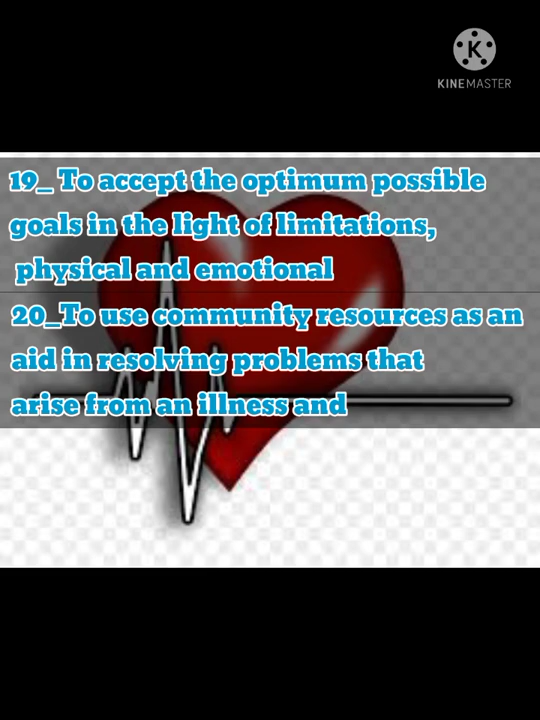 KINEMASTER
19_ To accept the optimum possible
goals in the light of limitations,
physical and emotional
20_To use community resources as an
aid in resolving problems that
arise from an illness and